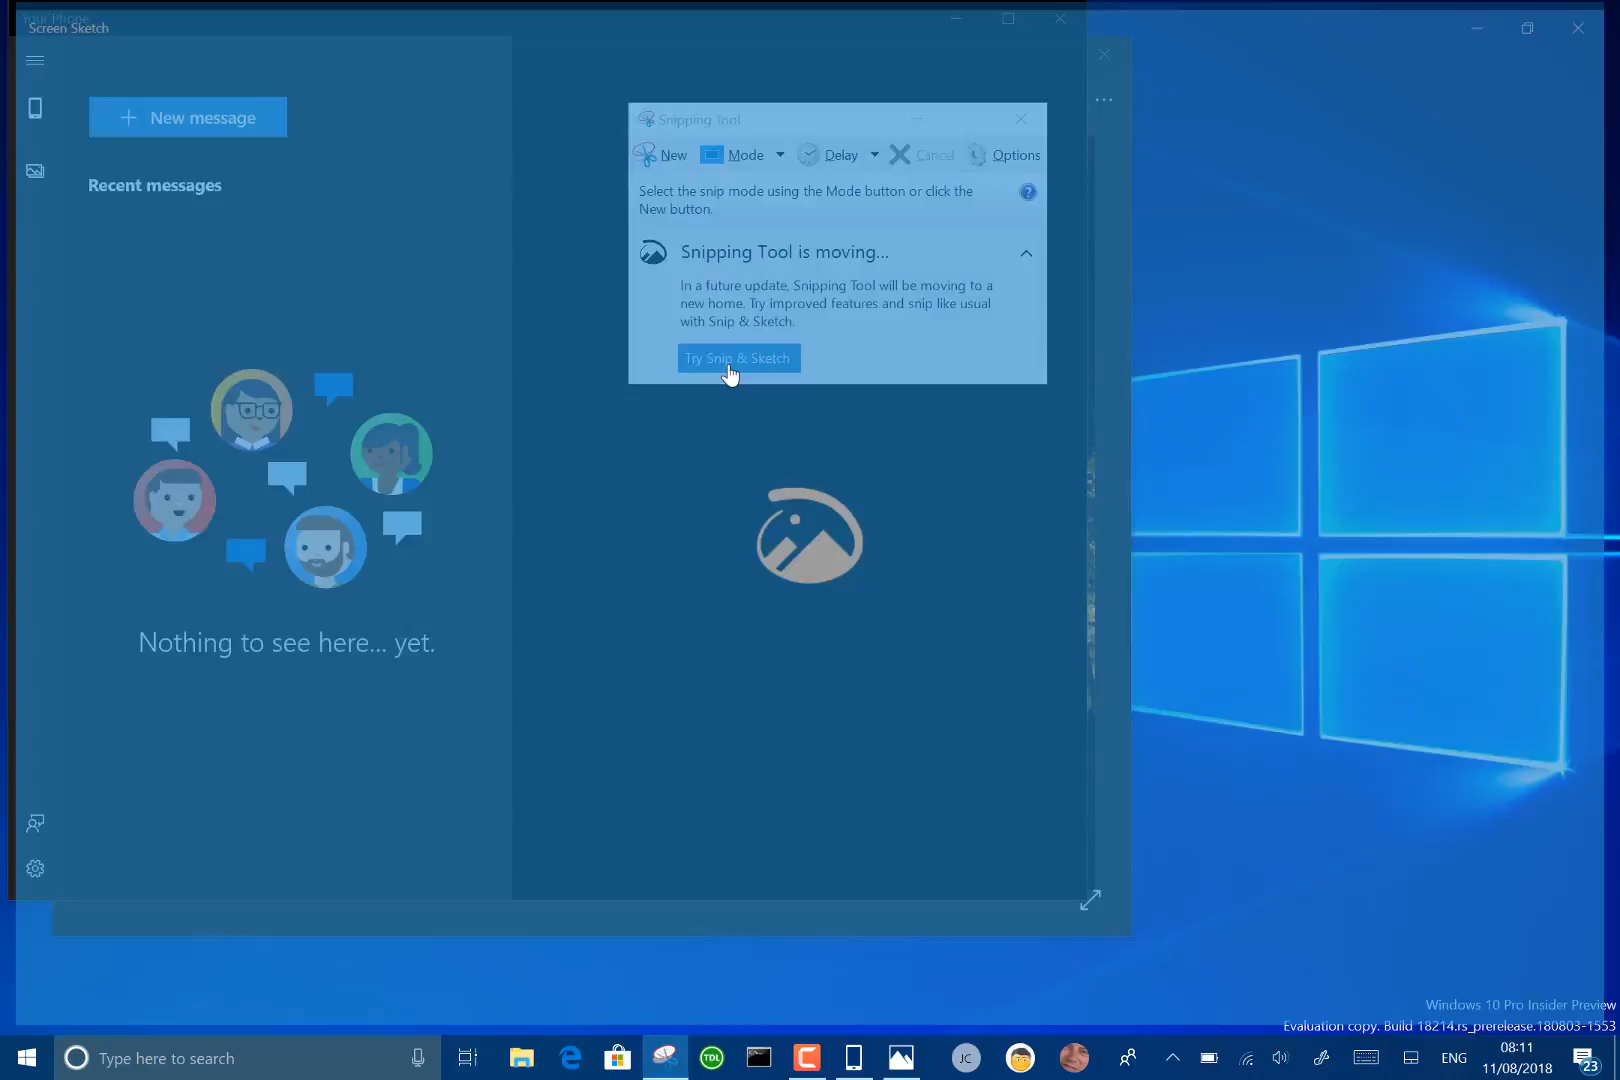 Your Phone
Screen Sketch
New message
Recent messages
Nothing to see here... yet.
Snipping Tool
New Mode Delay Cancel Options
Select the snip mode using the Mode button or click the
New button.
Snipping Tool is moving...
In a future update, Snipping Tool will be moving to a
new home. Try improved features and snip like usual
with Snip & Sketch.
Try Snip & Sketch
Windows 10 Pro Insider Preview
Evaluation copy. Build 18214.rs_prerelease.180803-1553
Type here to search
TDL
JC
ENG
08:11
11/08/2018
23